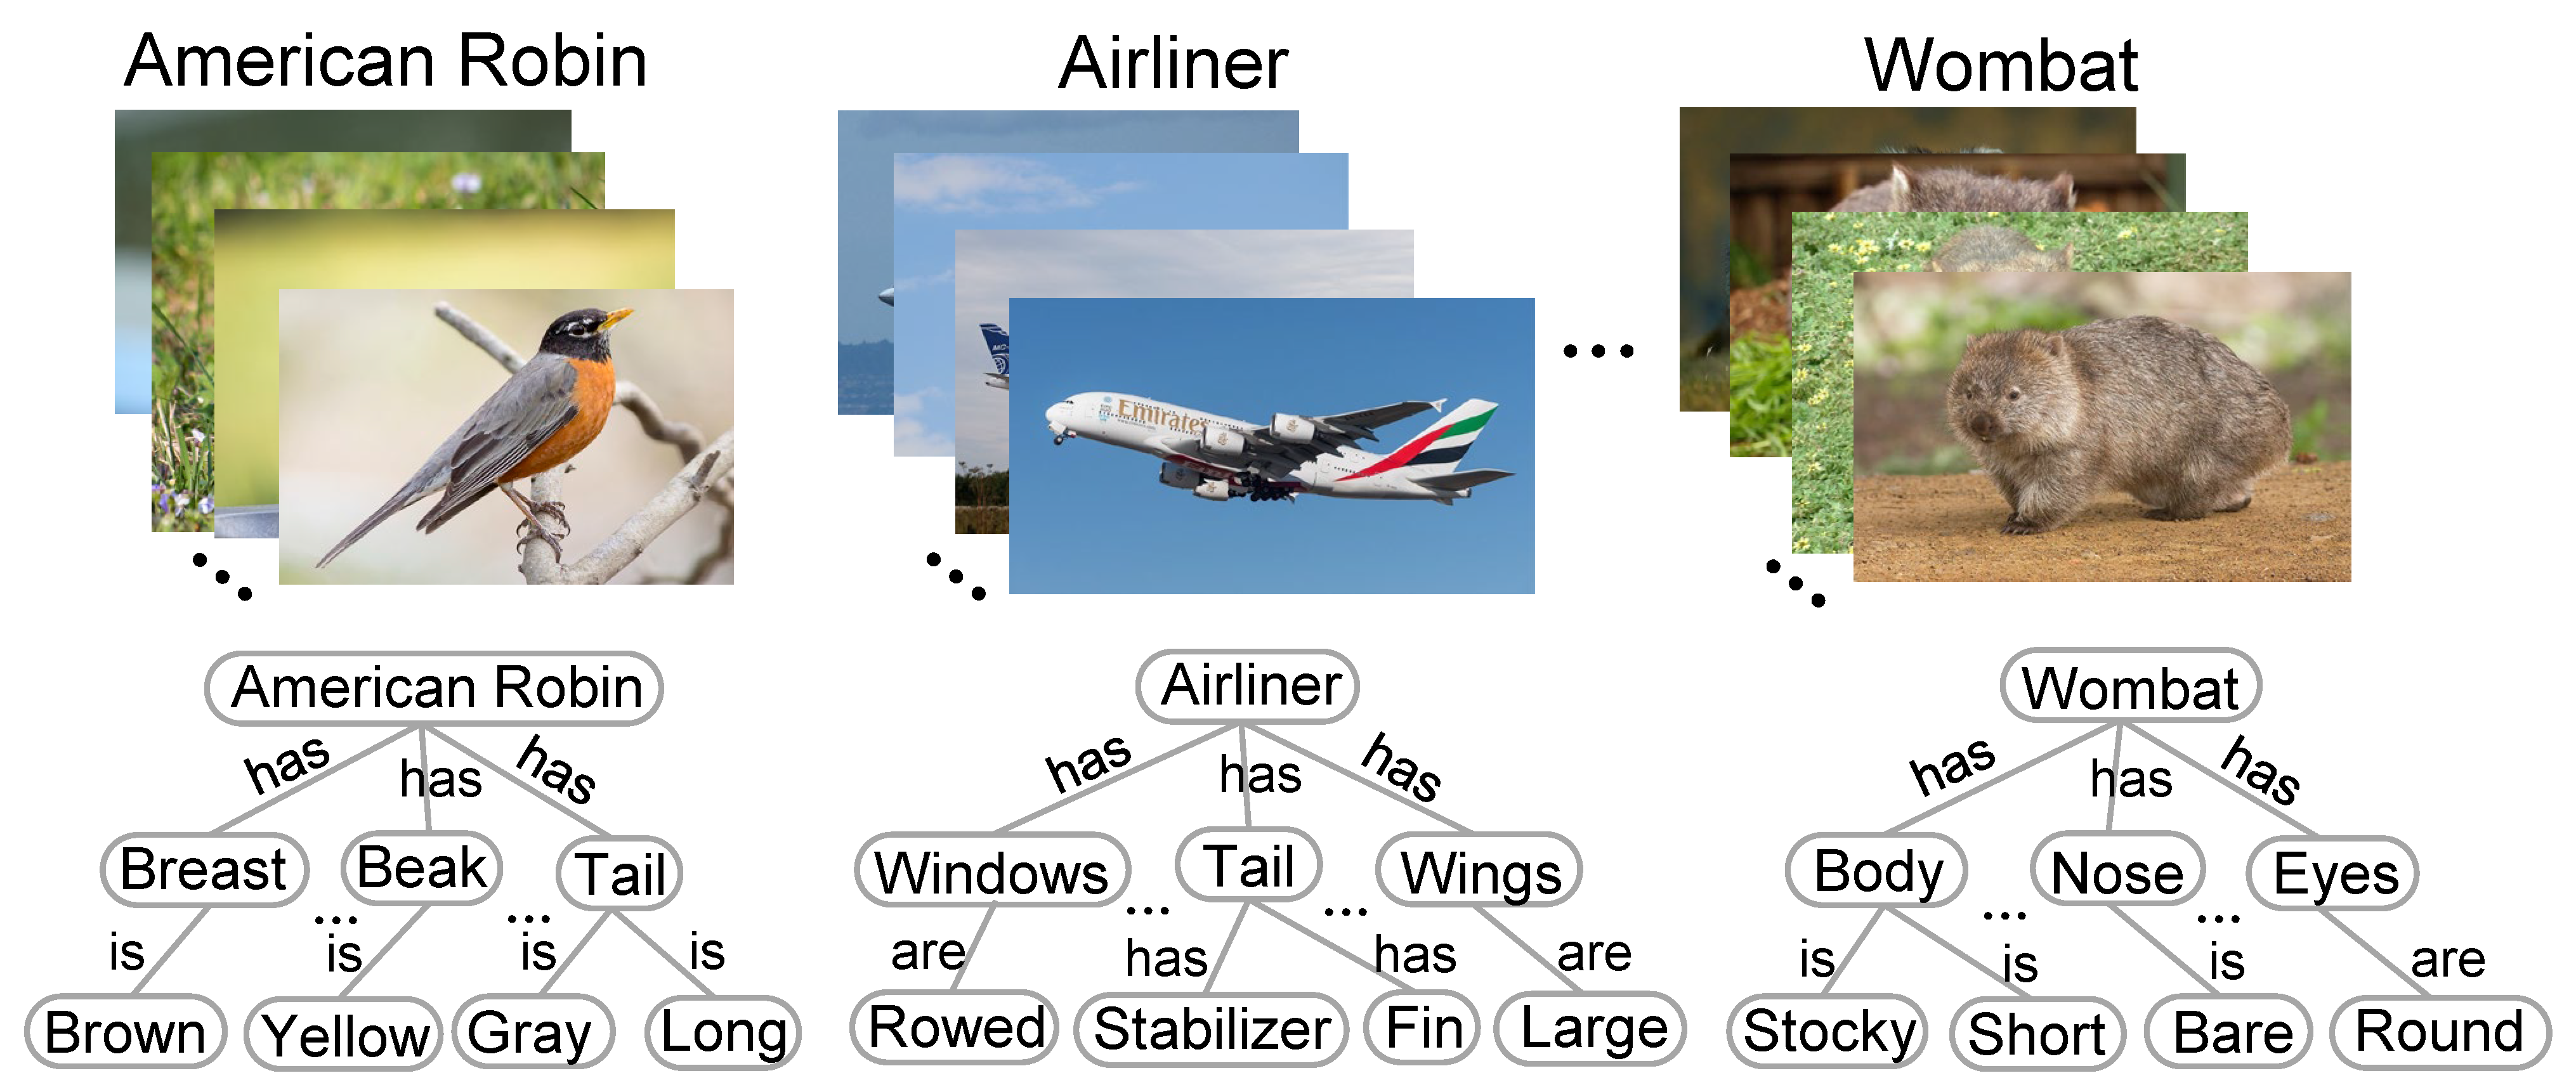 American Robin
Airliner
Wombat
Emirates
...
American Robin
Airliner
Wombat
has has has
has has has
has has has
Breast Beak Tail
Windows Tail Wings
Body Nose Eyes
... ...
... ...
... ...
is is is is
are has has are
is is is are
Brown Yellow Gray Long
Rowed Stabilizer Fin Large
Stocky Short Bare Round